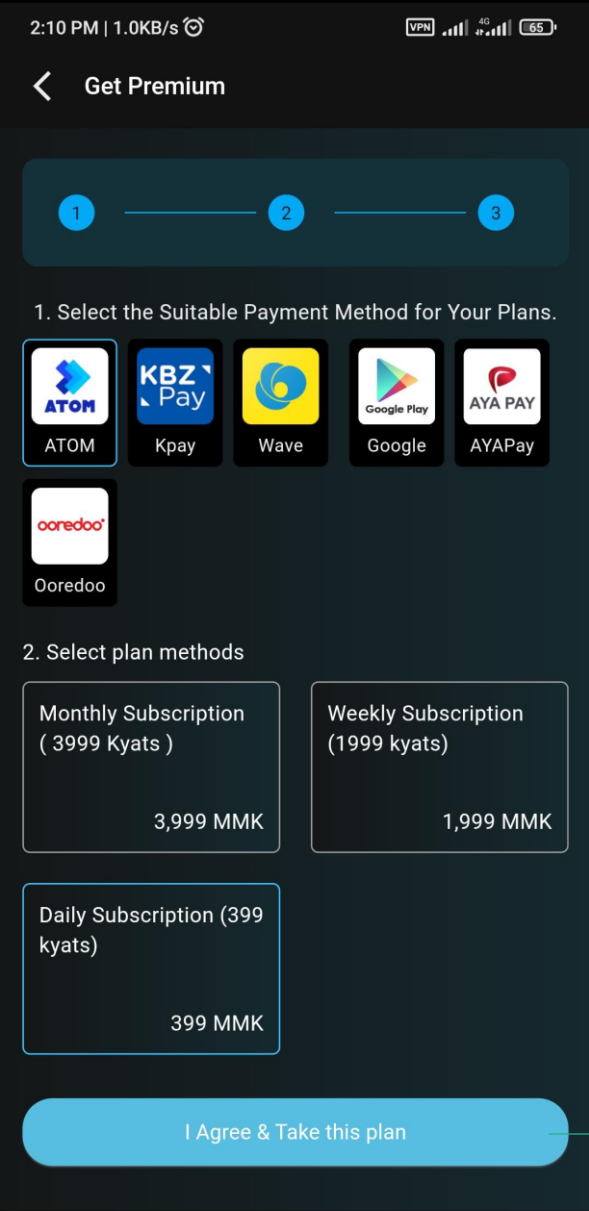 2:10 PM | 1.0KB/s
VPN 4G 65
Get Premium
1 2 3
1. Select the Suitable Payment Method for Your Plans.
ATOM KBZ Pay Google Play AYA PAY
ATOM Kpay Wave Google AYAPay
ooredoo
Ooredoo
2. Select plan methods
Monthly Subscription
( 3999 Kyats )
3,999 MMK
Weekly Subscription
(1999 kyats)
1,999 MMK
Daily Subscription (399
kyats)
399 MMK
I Agree & Take this plan